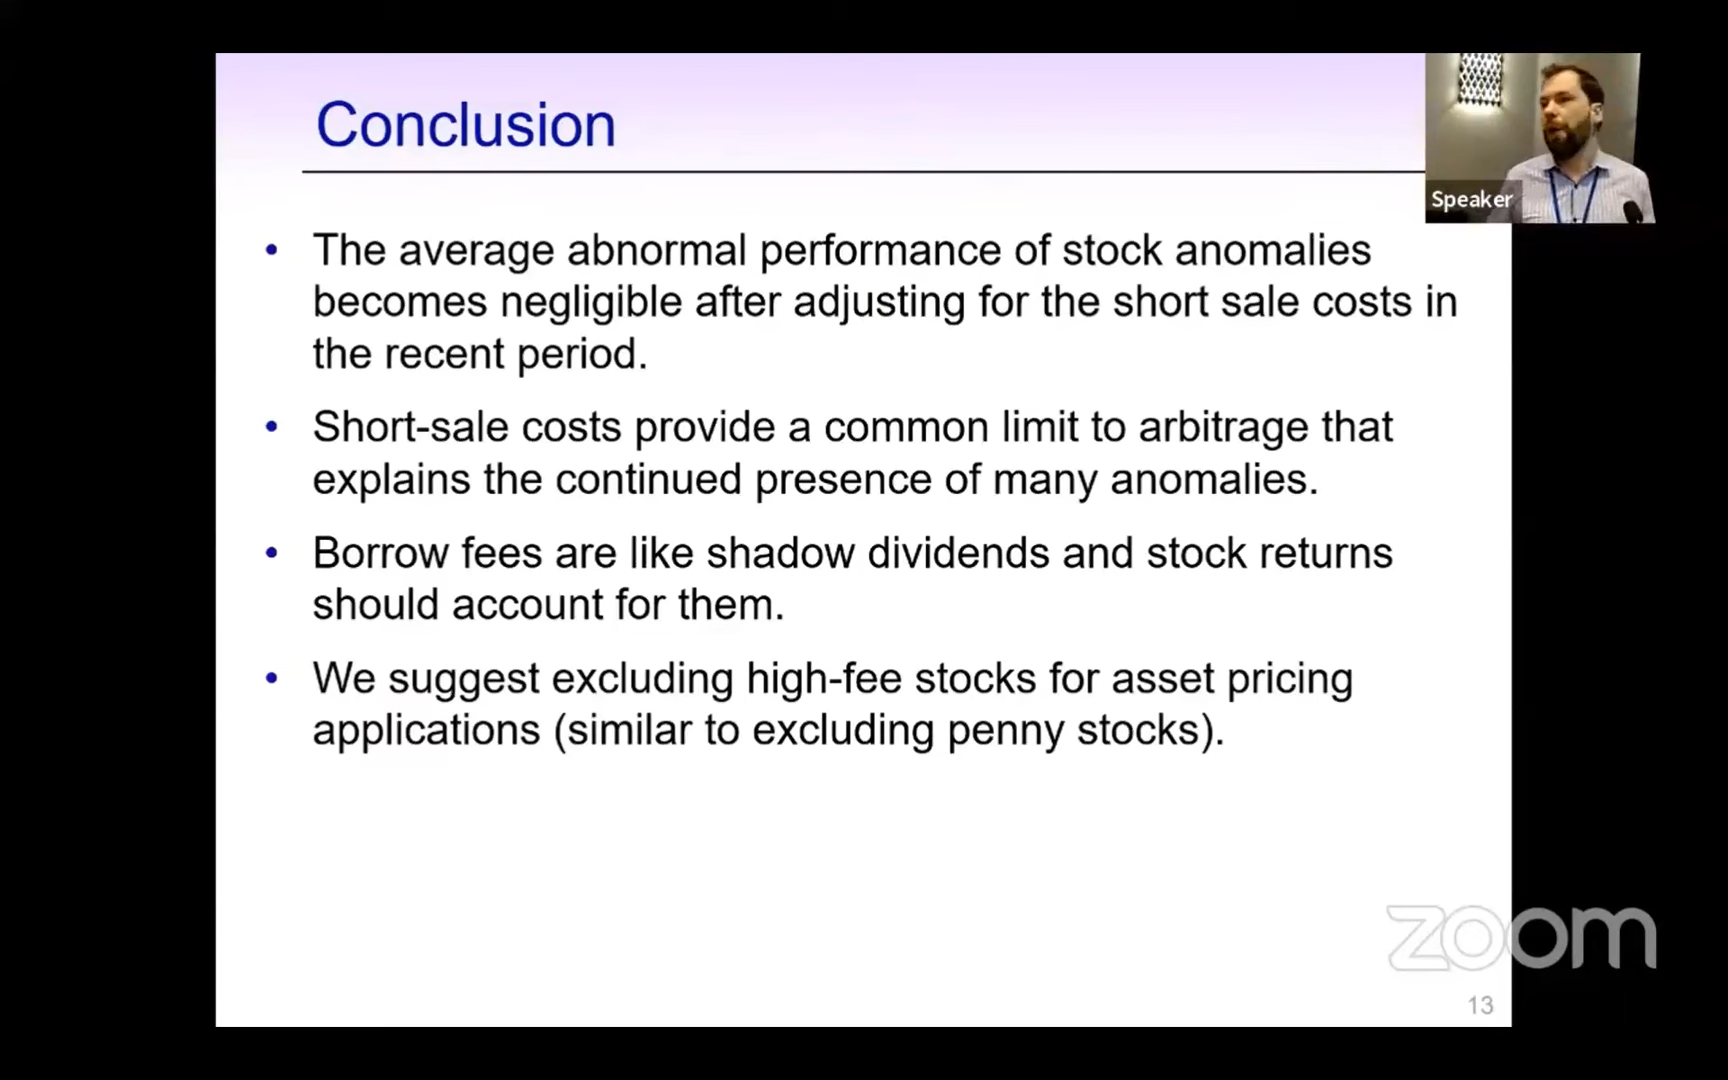 Conclusion
Speaker
• The average abnormal performance of stock anomalies
becomes negligible after adjusting for the short sale costs in
the recent period.
• Short-sale costs provide a common limit to arbitrage that
explains the continued presence of many anomalies.
• Borrow fees are like shadow dividends and stock returns
should account for them.
• We suggest excluding high-fee stocks for asset pricing
applications (similar to excluding penny stocks).
zoom
13